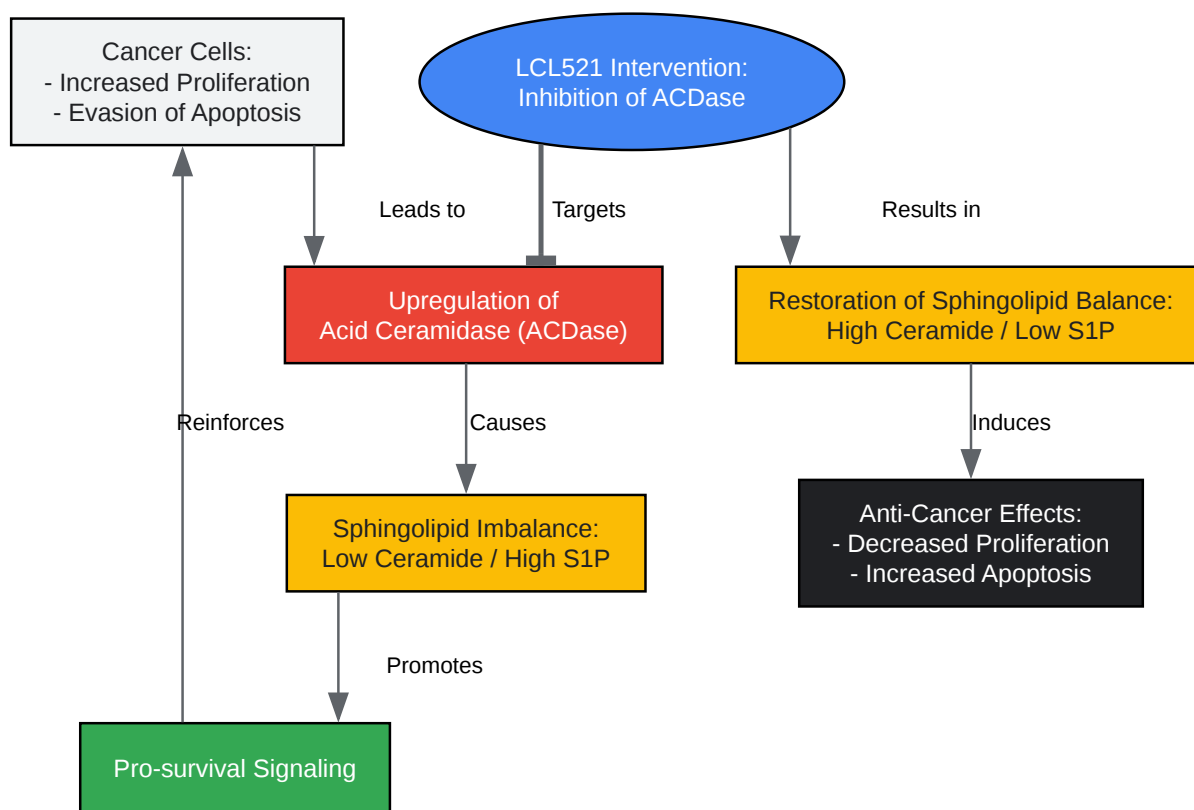 Cancer Cells:
- Increased Proliferation
- Evasion of Apoptosis
LCL521 Intervention:
Inhibition of ACDase
Leads to
Targets
Results in
Upregulation of
Acid Ceramidase (ACDase)
Restoration of Sphingolipid Balance:
High Ceramide / Low S1P
Reinforces
Causes
Induces
Sphingolipid Imbalance:
Low Ceramide / High S1P
Anti-Cancer Effects:
- Decreased Proliferation
- Increased Apoptosis
Promotes
Pro-survival Signaling